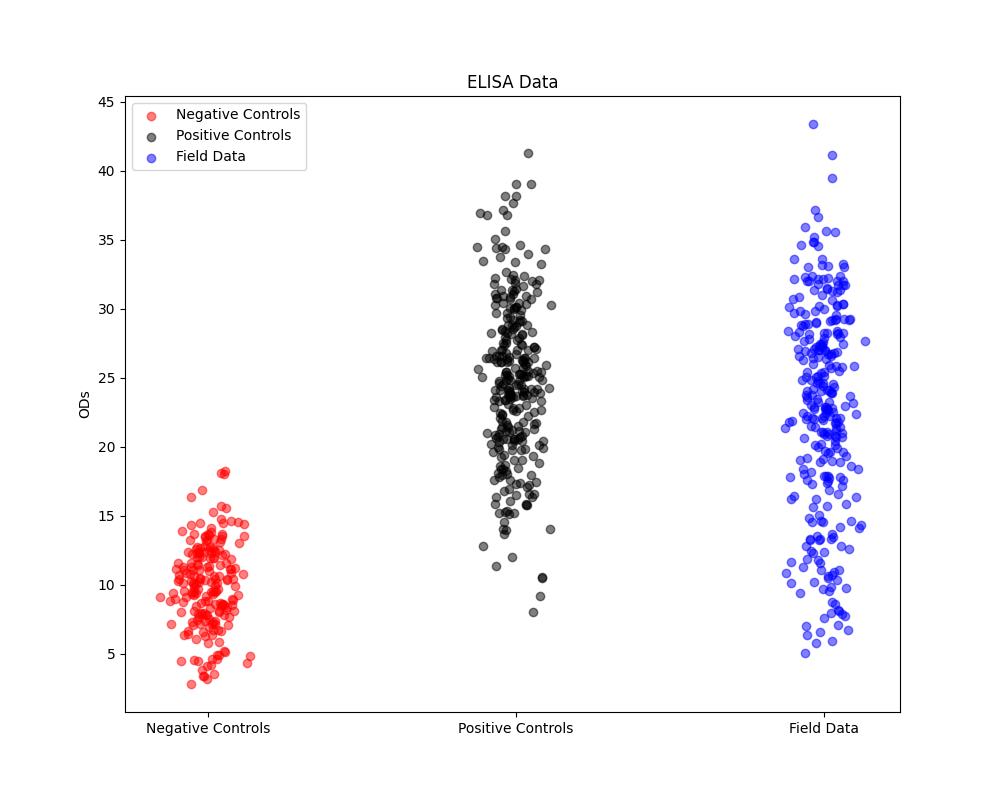 ELISA Data
Negative Controls
Positive Controls
Field Data
ODs
45
40
35
30
25
20
15
10
5
Negative Controls
Positive Controls
Field Data